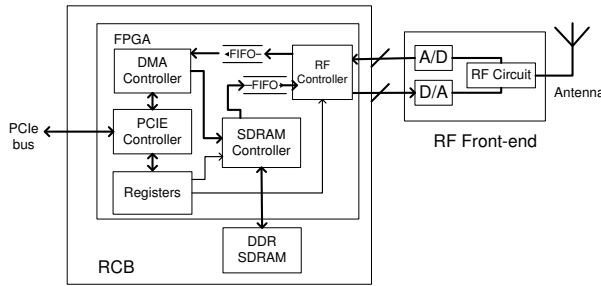 FPGA
DMA
Controller
PCIE
Controller
Registers
FIFO
FIFO
RF
Controller
SDRAM
Controller
DDR
SDRAM
RCB
PCIe
bus
A/D
D/A
RF Circuit
RF Front-end
Antenna